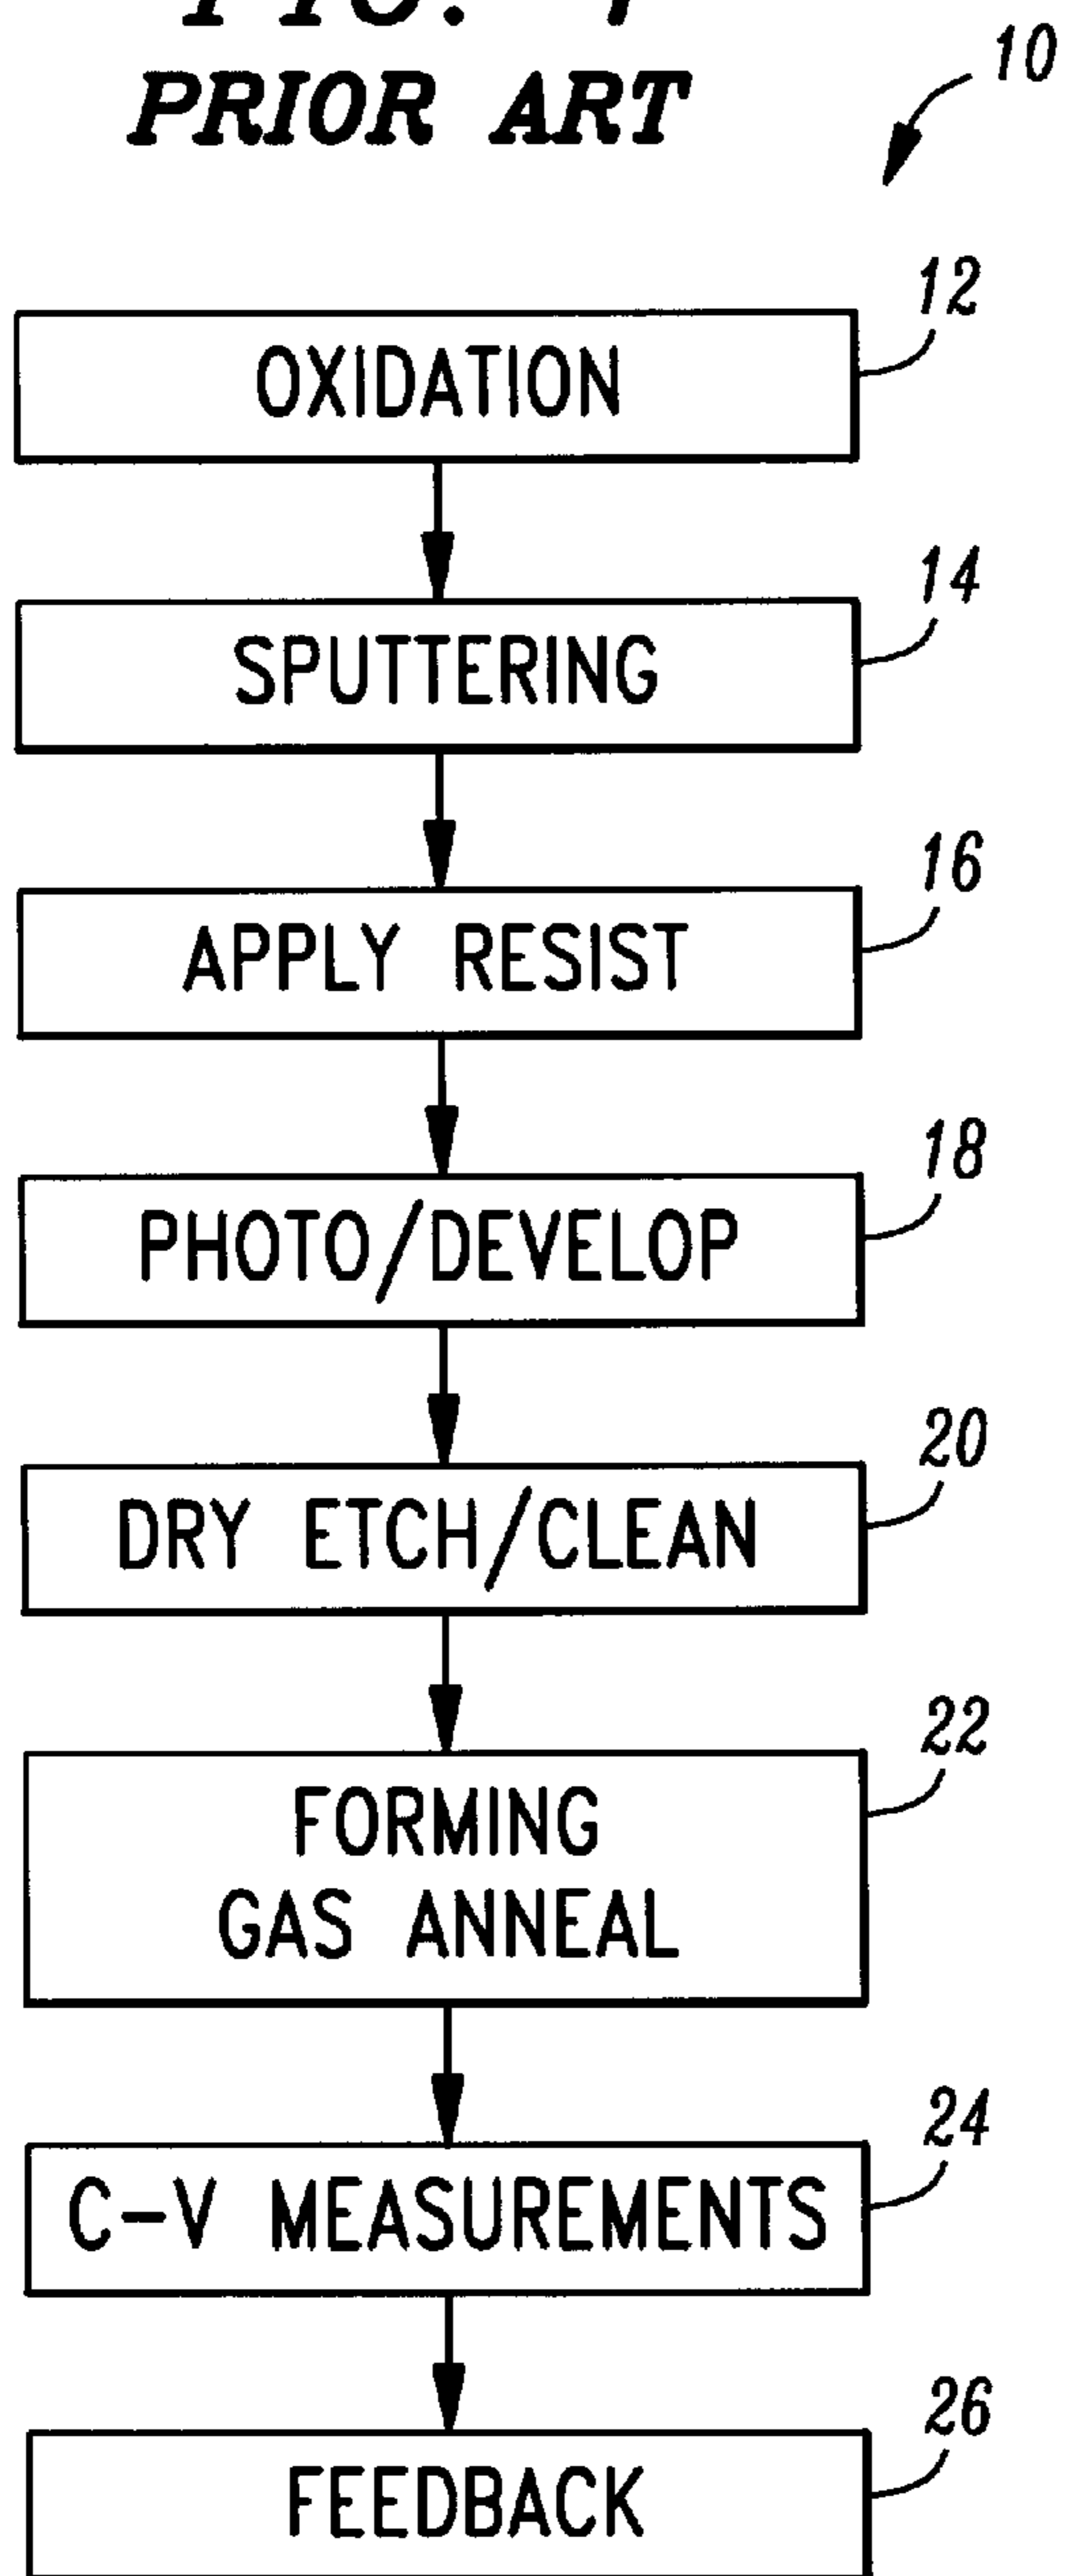 PRIOR ART
10
12
OXIDATION
14
SPUTTERING
16
APPLY RESIST
18
PHOTO/DEVELOP
20
DRY ETCH/CLEAN
22
FORMING
GAS ANNEAL
24
C-V MEASUREMENTS
26
FEEDBACK